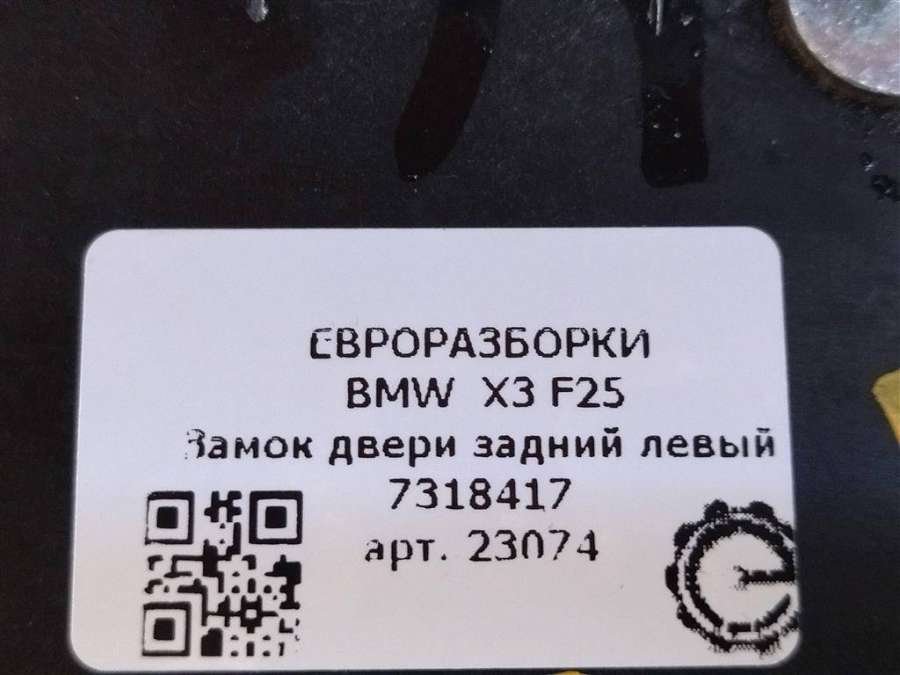 ЕВРОРАЗБОРКИ
BMW X3 F25
Замок двери задний левый
7318417
арт. 23074